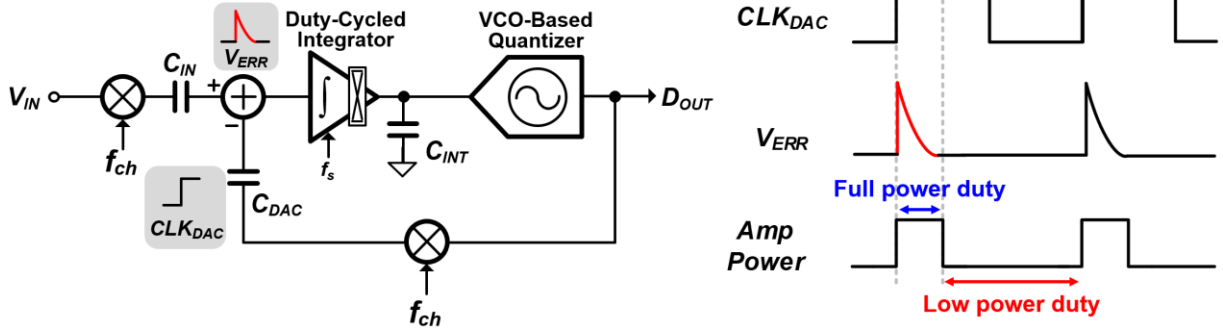 V_ERR
Duty-Cycled
Integrator
VCO-Based
Quantizer
C_IN
V_IN
+
−
∫
D_OUT
f_ch
f_s
C_INT
CLK_DAC
C_DAC
f_ch
CLK_DAC
V_ERR
Full power duty
Amp
Power
Low power duty